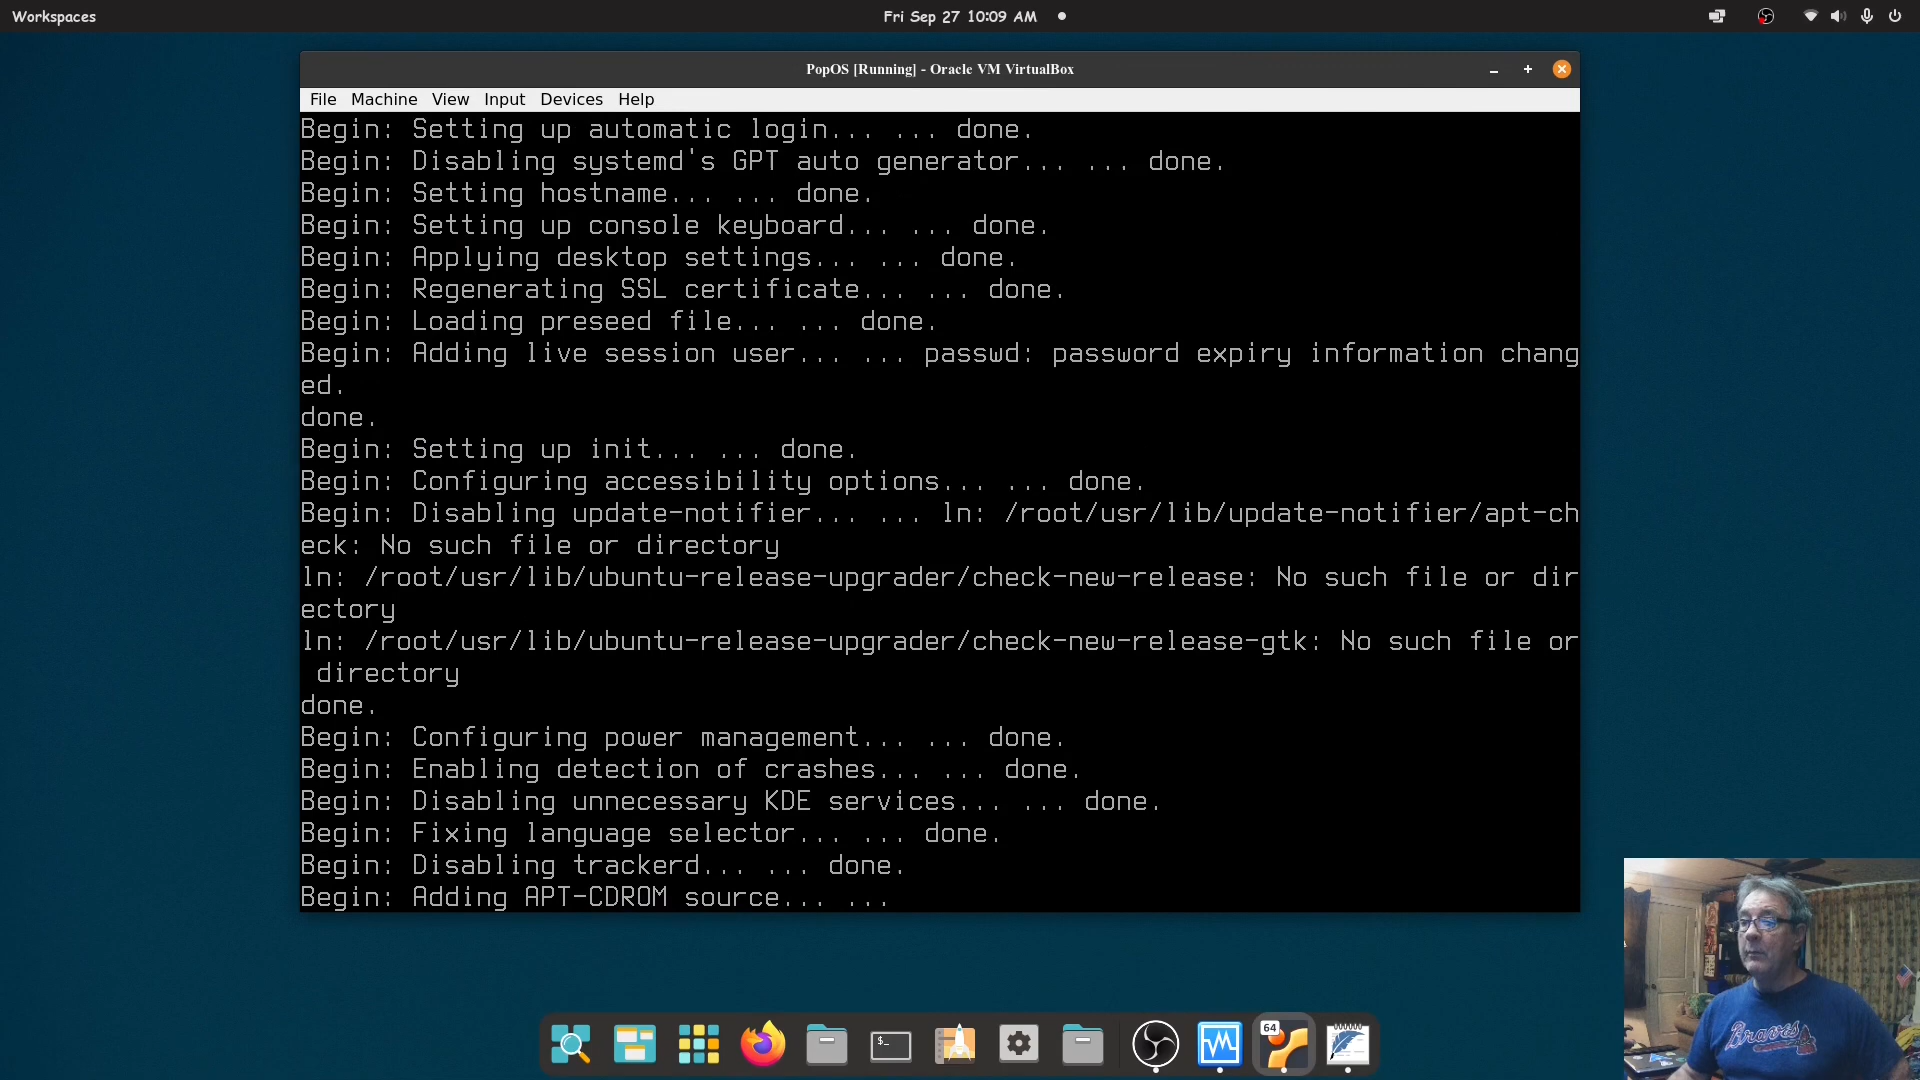 Workspaces
Fri Sep 27 10:09 AM
PopOS [Running] - Oracle VM VirtualBox
File Machine View Input Devices Help
Begin: Setting up automatic login... ... done.
Begin: Disabling systemd's GPT auto generator... ... done.
Begin: Setting hostname... ... done.
Begin: Setting up console keyboard... ... done.
Begin: Applying desktop settings... ... done.
Begin: Regenerating SSL certificate... ... done.
Begin: Loading preseed file... ... done.
Begin: Adding live session user... ... passwd: password expiry information chang
ed.
done.
Begin: Setting up init... ... done.
Begin: Configuring accessibility options... ... done.
Begin: Disabling update-notifier... ... ln: /root/usr/lib/update-notifier/apt-ch
eck: No such file or directory
ln: /root/usr/lib/ubuntu-release-upgrader/check-new-release: No such file or dir
ectory
ln: /root/usr/lib/ubuntu-release-upgrader/check-new-release-gtk: No such file or
 directory
done.
Begin: Configuring power management... ... done.
Begin: Enabling detection of crashes... ... done.
Begin: Disabling unnecessary KDE services... ... done.
Begin: Fixing language selector... ... done.
Begin: Disabling trackerd... ... done.
Begin: Adding APT-CDROM source... ...
Braves
$_
64